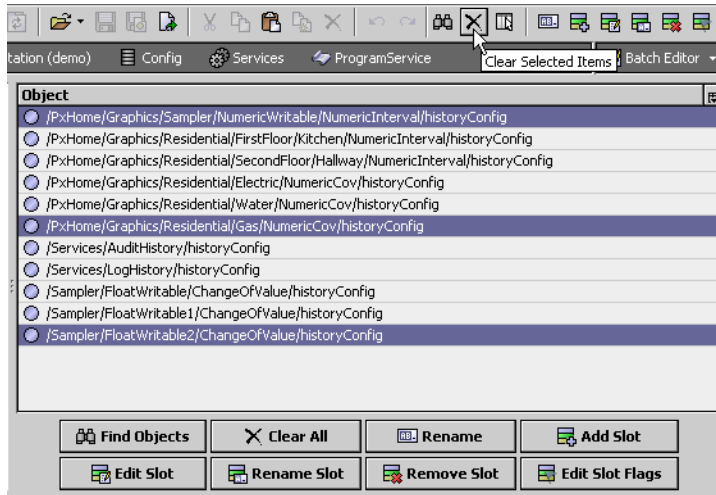 tation (demo) Config Services ProgramService Batch Editor
Clear Selected Items
Object
/PxHome/Graphics/Sampler/NumericWritable/NumericInterval/historyConfig
/PxHome/Graphics/Residential/FirstFloor/Kitchen/NumericInterval/historyConfig
/PxHome/Graphics/Residential/SecondFloor/Hallway/NumericInterval/historyConfig
/PxHome/Graphics/Residential/Electric/NumericCov/historyConfig
/PxHome/Graphics/Residential/Water/NumericCov/historyConfig
/PxHome/Graphics/Residential/Gas/NumericCov/historyConfig
/Services/AuditHistory/historyConfig
/Services/LogHistory/historyConfig
/Sampler/FloatWritable/ChangeOfValue/historyConfig
/Sampler/FloatWritable1/ChangeOfValue/historyConfig
/Sampler/FloatWritable2/ChangeOfValue/historyConfig
Find Objects Clear All Rename Add Slot
Edit Slot Rename Slot Remove Slot Edit Slot Flags